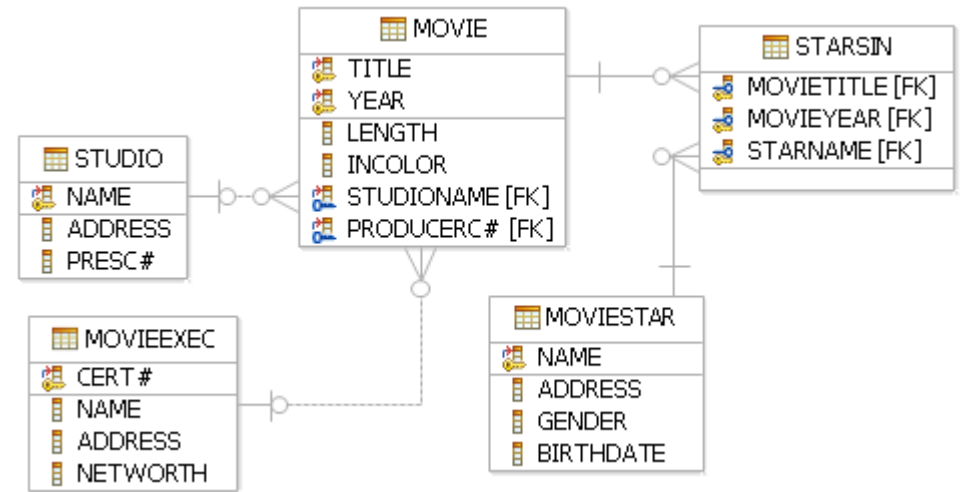 MOVIE
TITLE
YEAR
LENGTH
INCOLOR
STUDIONAME [FK]
PRODUCERC# [FK]
STARSIN
MOVIETITLE [FK]
MOVIEYEAR [FK]
STARNAME [FK]
STUDIO
NAME
ADDRESS
PRESC#
MOVIEEXEC
CERT#
NAME
ADDRESS
NETWORTH
MOVIESTAR
NAME
ADDRESS
GENDER
BIRTHDATE